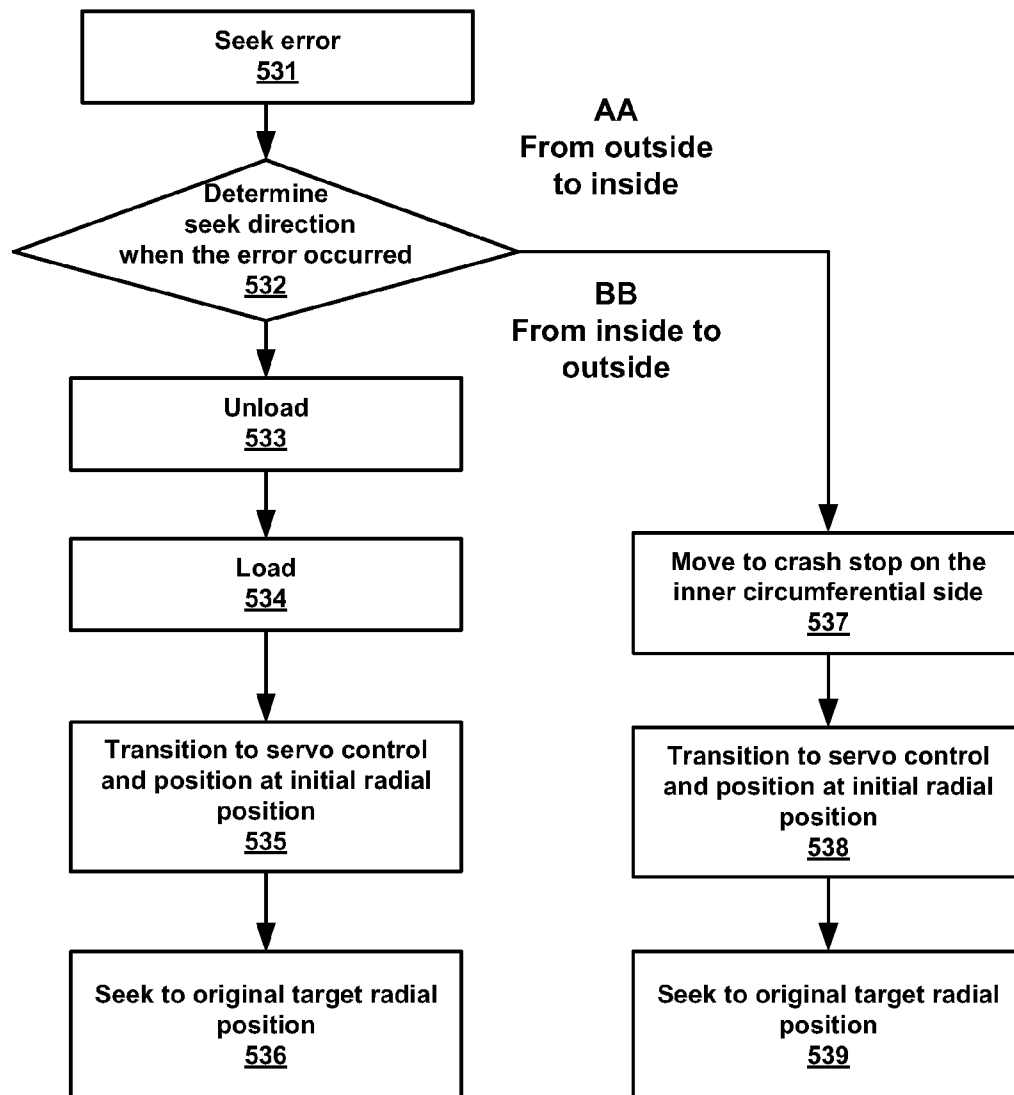 Seek error
531
AA
From outside
to inside
Determine
seek direction
when the error occurred
532
BB
From inside to
outside
Unload
533
Load
534
Move to crash stop on the
inner circumferential side
537
Transition to servo control
and position at initial radial
position
535
Transition to servo control
and position at initial radial
position
538
Seek to original target radial
position
536
Seek to original target radial
position
539